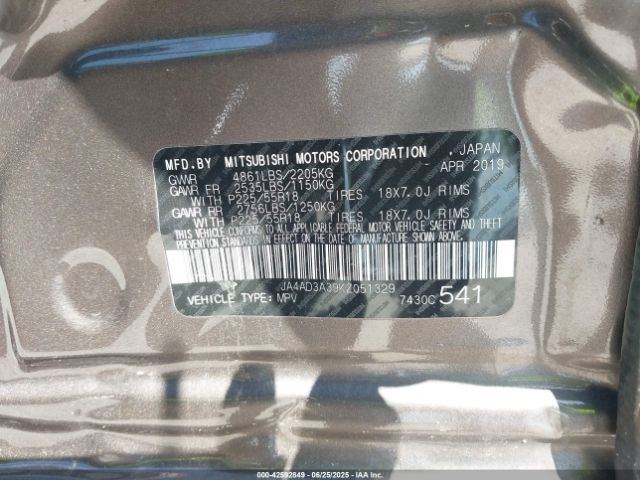 MFD.BY MITSUBISHI MOTORS CORPORATION , JAPAN
GVWR 4861LBS/2205KG APR 2019
GAWR FR 2535LBS/1150KG
WITH P225/55R18 TIRES 18X7.0J RIMS
GAWR RR 2756LBS/1250KG
WITH P225/55R18 TIRES 18X7.0J RIMS
THIS VEHICLE CONFORMS TO ALL APPLICABLE FEDERAL MOTOR VEHICLE SAFETY AND
THEFT PREVENTION STANDARDS IN EFFECT ON THE DATE OF MANUFACTURE SHOWN ABOVE.
JA4AD3A39KZ051329
VEHICLE TYPE: MPV 7430C 541
000-42592849 - 06/25/2025 - IAAI.COM